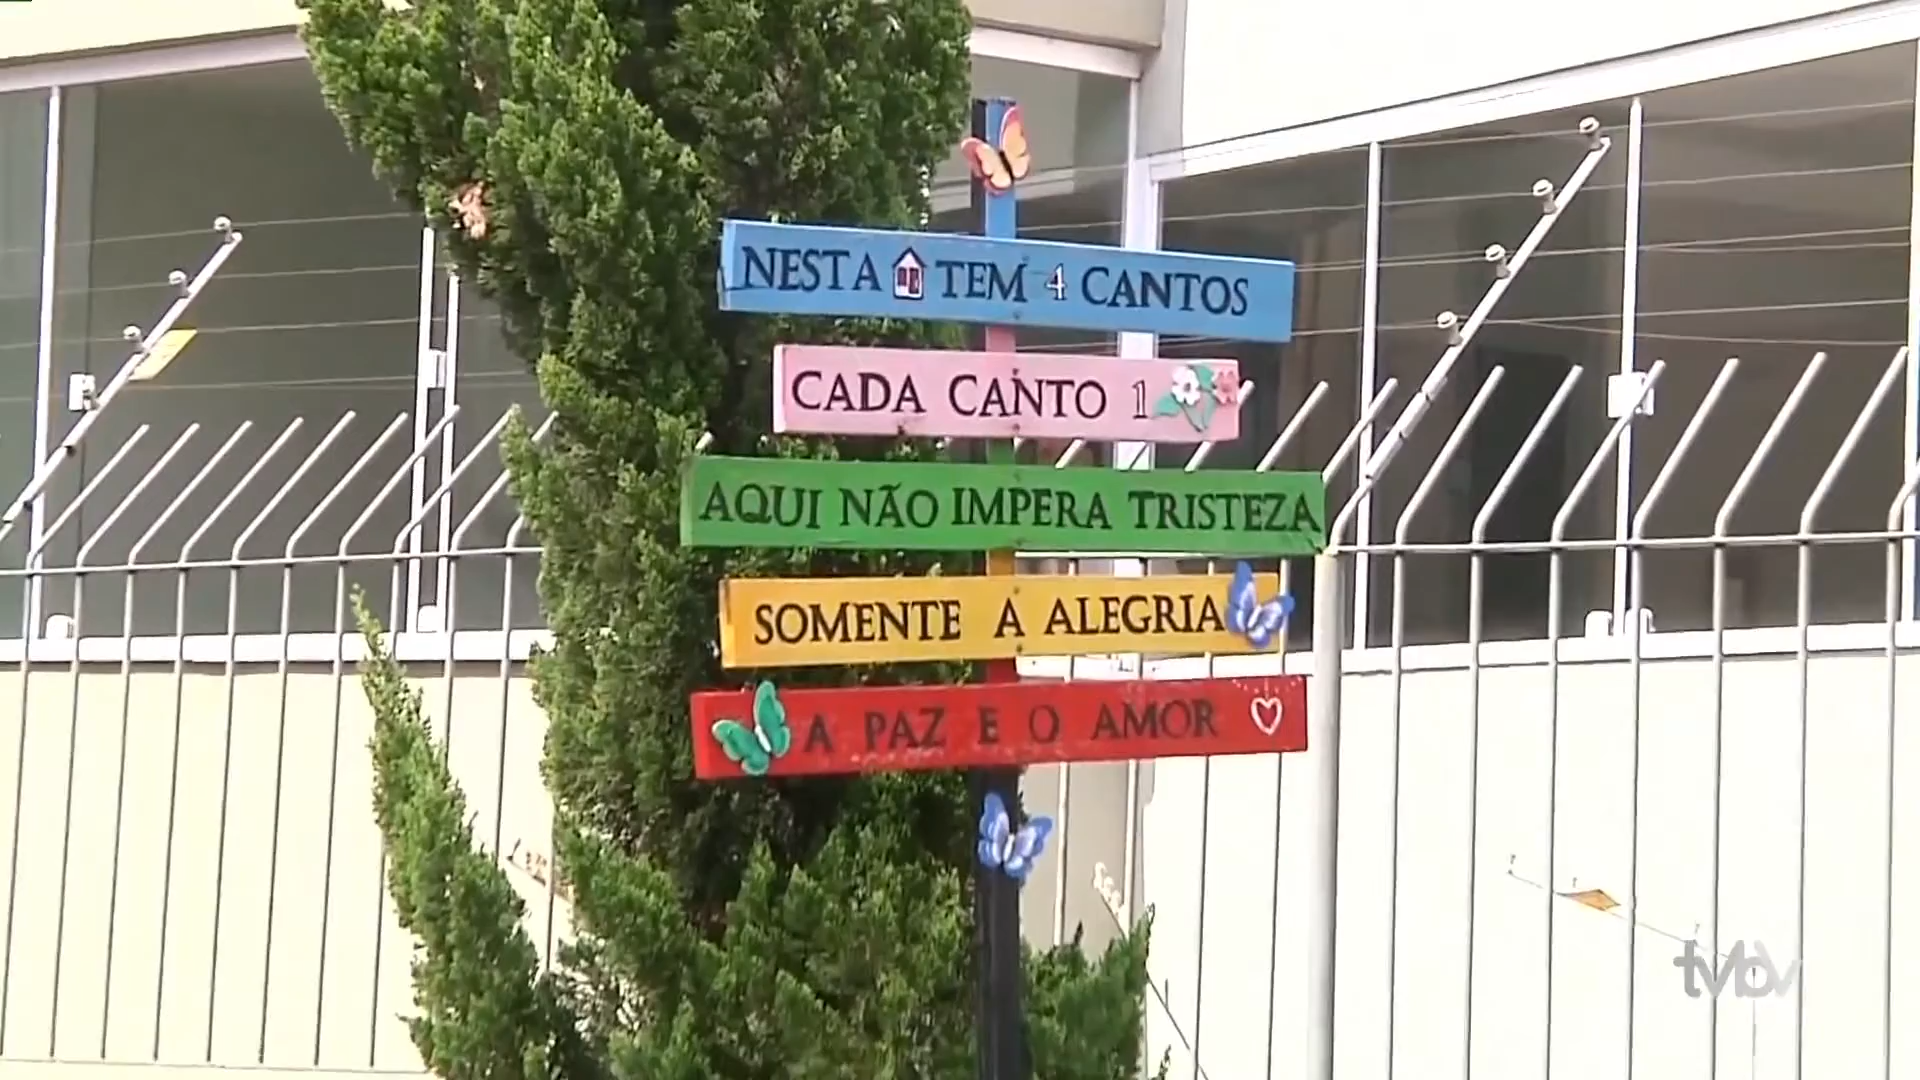 NESTA TEM 4 CANTOS
CADA CANTO 1
AQUI NÃO IMPERA TRISTEZA
SOMENTE A ALEGRIA
A PAZ E O AMOR
tvbv